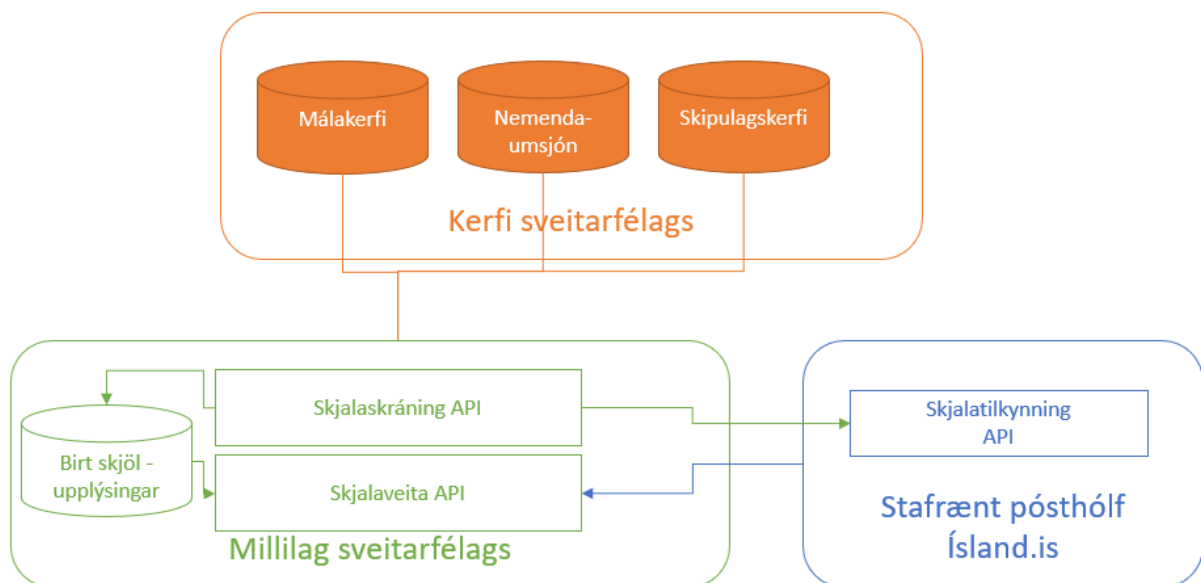 Málakerfi
Nemenda-
umsjón
Skipulagskerfi
Kerfi sveitarfélags
Skjalaskráning API
Birt skjöl -
upplýsingar
Skjalaveita API
Millilag sveitarfélags
Skjalatilkynning
API
Stafrænt pósthólf
Ísland.is